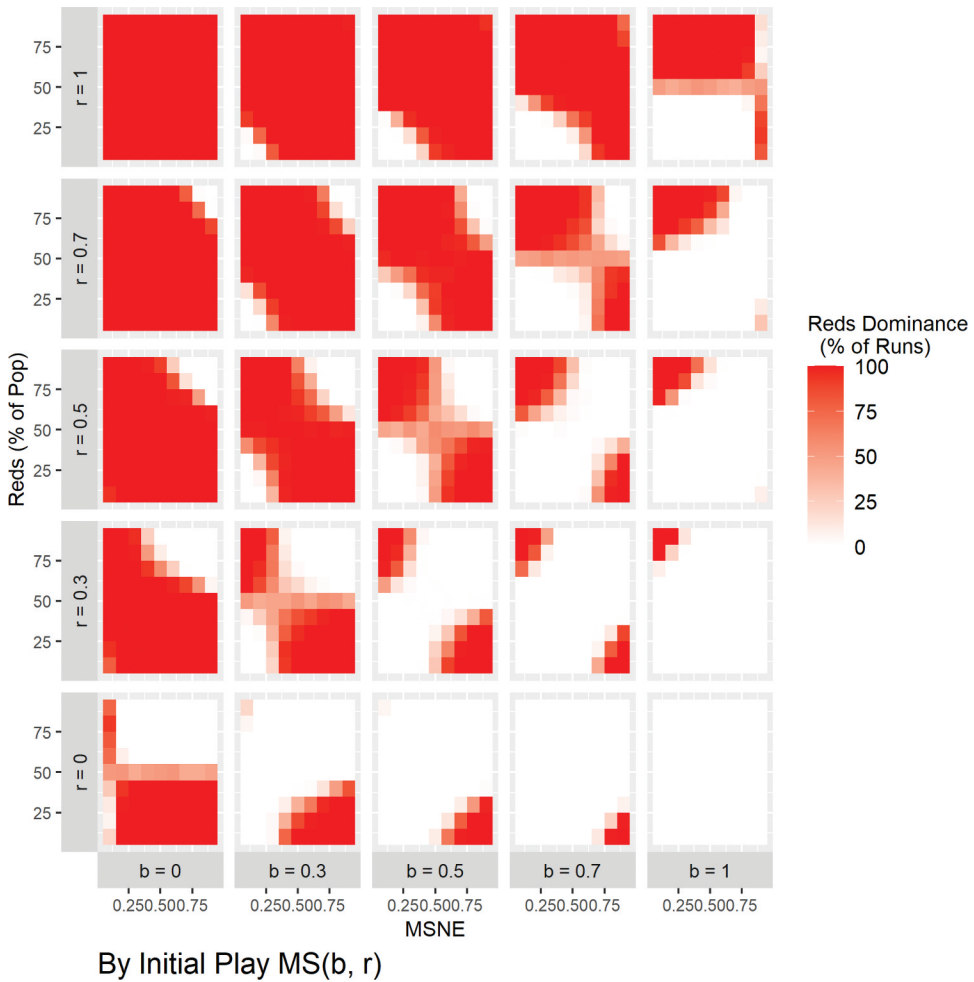 r = 1
75
50
25
r = 0.7
75
50
25
r = 0.5
75
50
25
Reds (% of Pop)
r = 0.3
75
50
25
r = 0
75
50
25
b = 0
b = 0.3
b = 0.5
b = 0.7
b = 1
0.250.500.75
0.250.500.75
0.250.500.75
0.250.500.75
0.250.500.75
MSNE
By Initial Play MS(b, r)
Reds Dominance
(% of Runs)
100
75
50
25
0